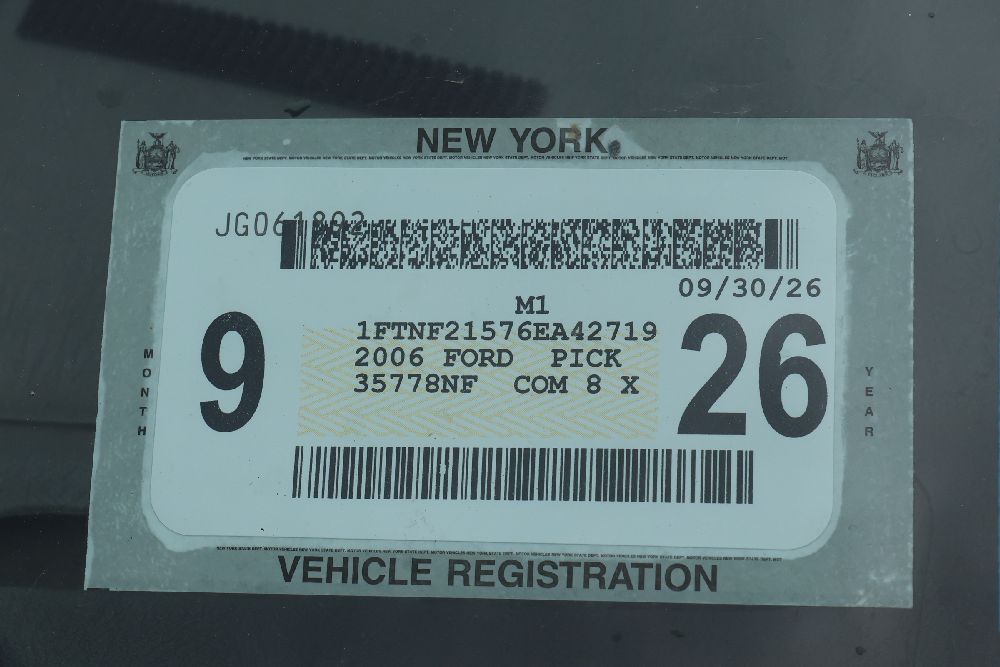 NEW YORK
JG061802
09/30/26
M1
1FTNF21576EA42719
2006 FORD PICK
35778NF COM 8 X
9
26
MONTH
YEAR
VEHICLE REGISTRATION